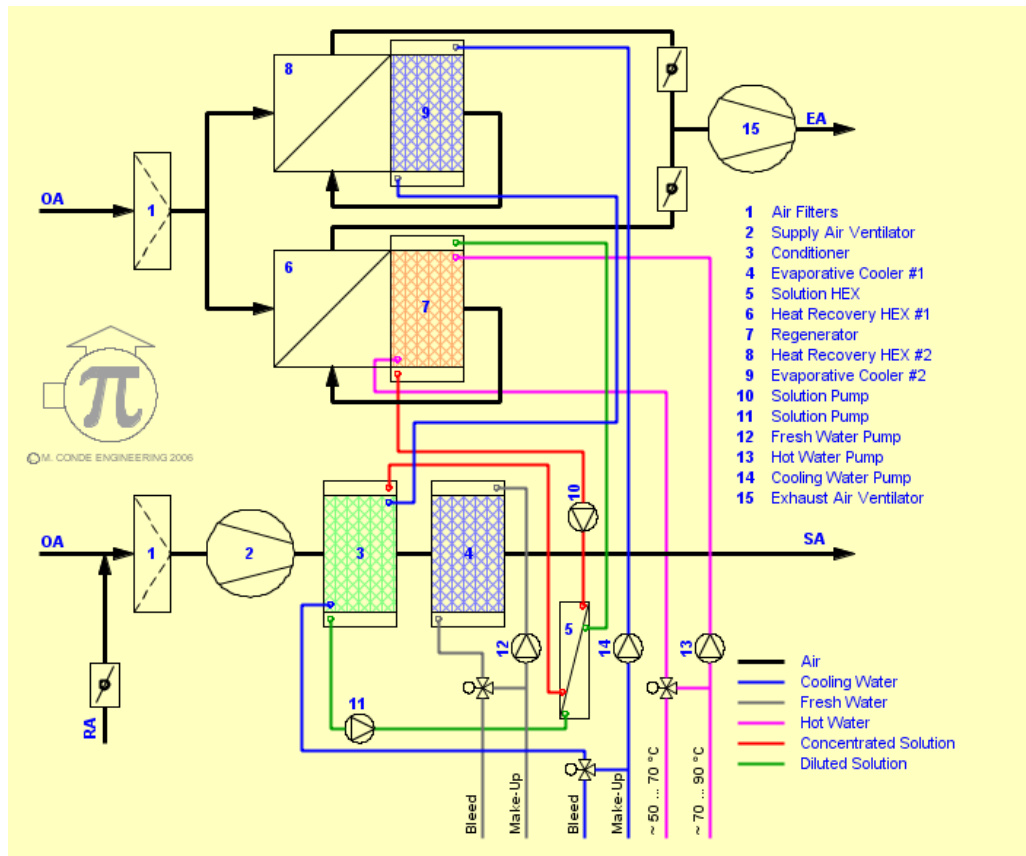 8
9
15
EA
OA
1
6
7
1 Air Filters
2 Supply Air Ventilator
3 Conditioner
4 Evaporative Cooler #1
5 Solution HEX
6 Heat Recovery HEX #1
7 Regenerator
8 Heat Recovery HEX #2
9 Evaporative Cooler #2
10 Solution Pump
11 Solution Pump
12 Fresh Water Pump
13 Hot Water Pump
14 Cooling Water Pump
15 Exhaust Air Ventilator
π
© M. CONDE ENGINEERING 2006
10
OA
1
2
3
4
SA
5
12
14
13
11
RA
Air
Cooling Water
Fresh Water
Hot Water
Concentrated Solution
Diluted Solution
Bleed
Make-Up
Bleed
Make-Up
~ 50 ... 70 °C
~ 70 ... 90 °C